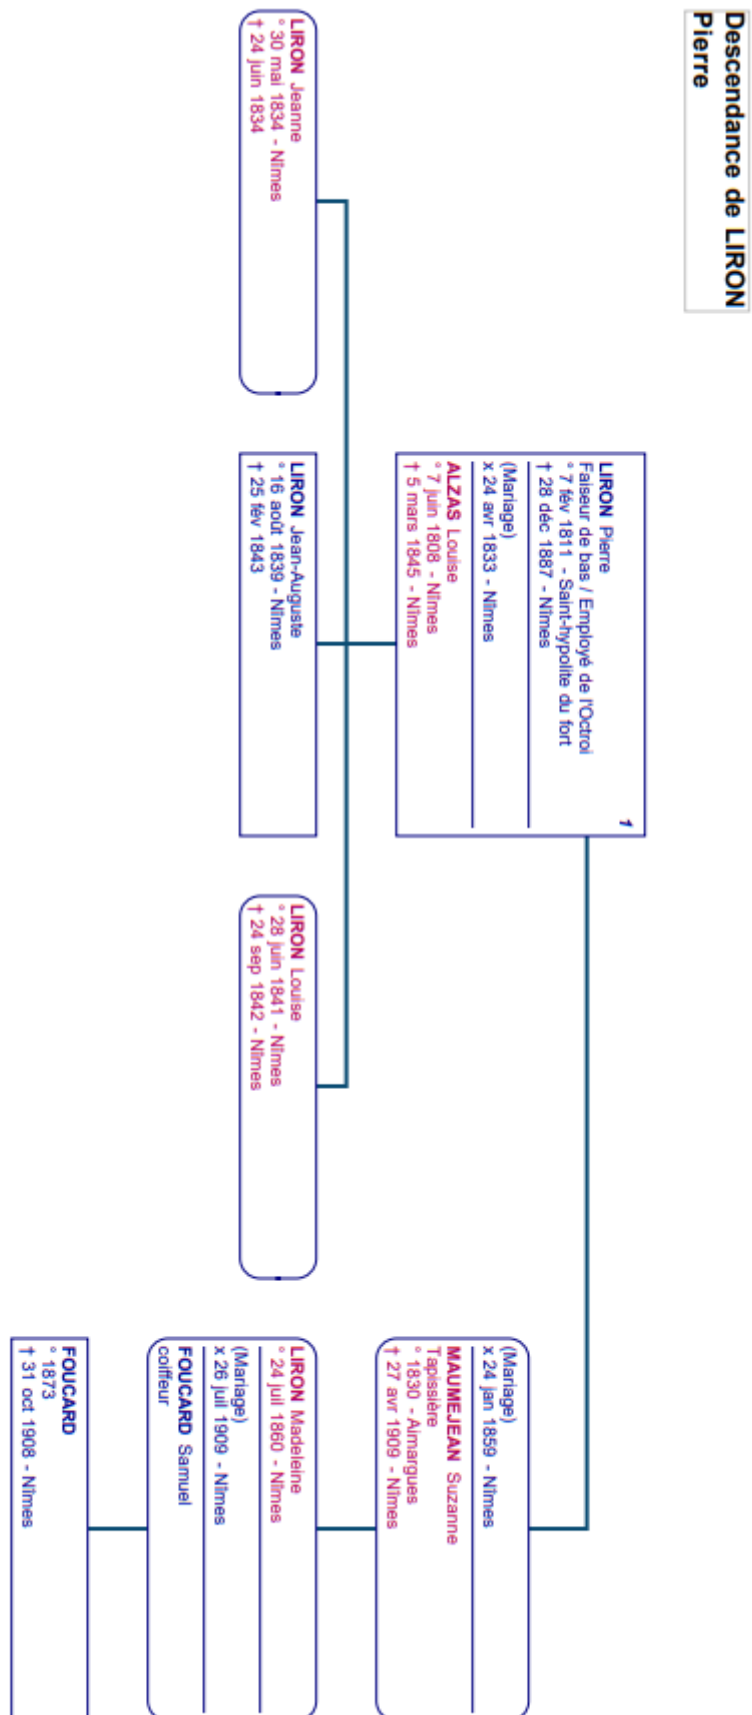 Descendance de LIRON
Pierre
1
LIRON Pierre
Faiseur de bas / Employé de l'Octroi
° 7 fév 1811 - Saint-hypolite du fort
† 28 déc 1887 - Nîmes
(Mariage)
x 24 avr 1833 - Nîmes
ALZAS Louise
° 7 juin 1808 - Nîmes
† 5 mars 1845 - Nîmes
(Mariage)
x 24 jan 1859 - Nîmes
MAUMEJEAN Suzanne
Tapissière
° 1830 - Aimargues
† 27 avr 1909 - Nîmes
LIRON Jeanne
° 30 mai 1834 - Nîmes
† 24 juin 1834
LIRON Jean-Auguste
° 16 août 1839 - Nîmes
† 25 fév 1843
LIRON Louise
° 28 juin 1841 - Nîmes
† 24 sep 1842 - Nîmes
LIRON Madeleine
° 24 juil 1860 - Nîmes
(Mariage)
x 26 juil 1909 - Nîmes
FOUCARD Samuel
coiffeur
FOUCARD
° 1873
† 31 oct 1908 - Nîmes